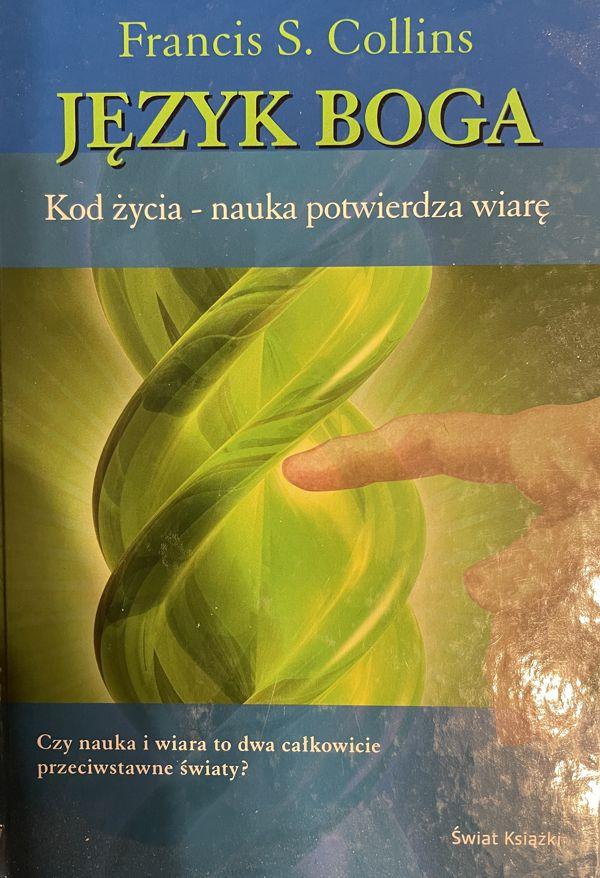 Francis S. Collins
JĘZYK BOGA
Kod życia - nauka potwierdza wiarę
Czy nauka i wiara to dwa całkowicie
przeciwstawne światy?
Świat Książki